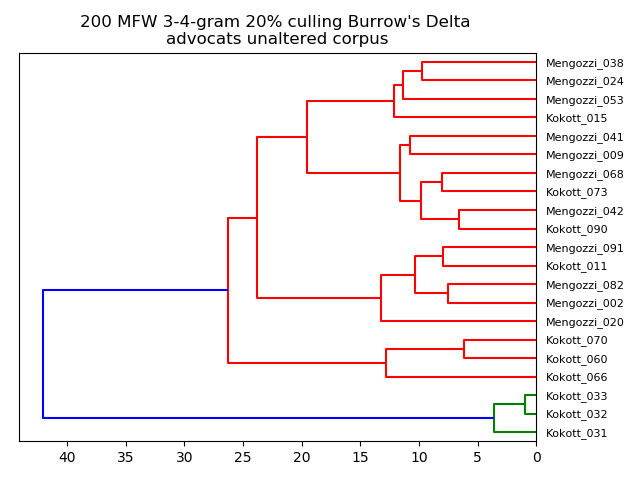 200 MFW 3-4-gram 20% culling Burrow's Delta
advocats unaltered corpus
Mengozzi_038
Mengozzi_024
Mengozzi_053
Kokott_015
Mengozzi_041
Mengozzi_009
Mengozzi_068
Kokott_073
Mengozzi_042
Kokott_090
Mengozzi_091
Kokott_011
Mengozzi_082
Mengozzi_002
Mengozzi_020
Kokott_070
Kokott_060
Kokott_066
Kokott_033
Kokott_032
Kokott_031
40 35 30 25 20 15 10 5 0